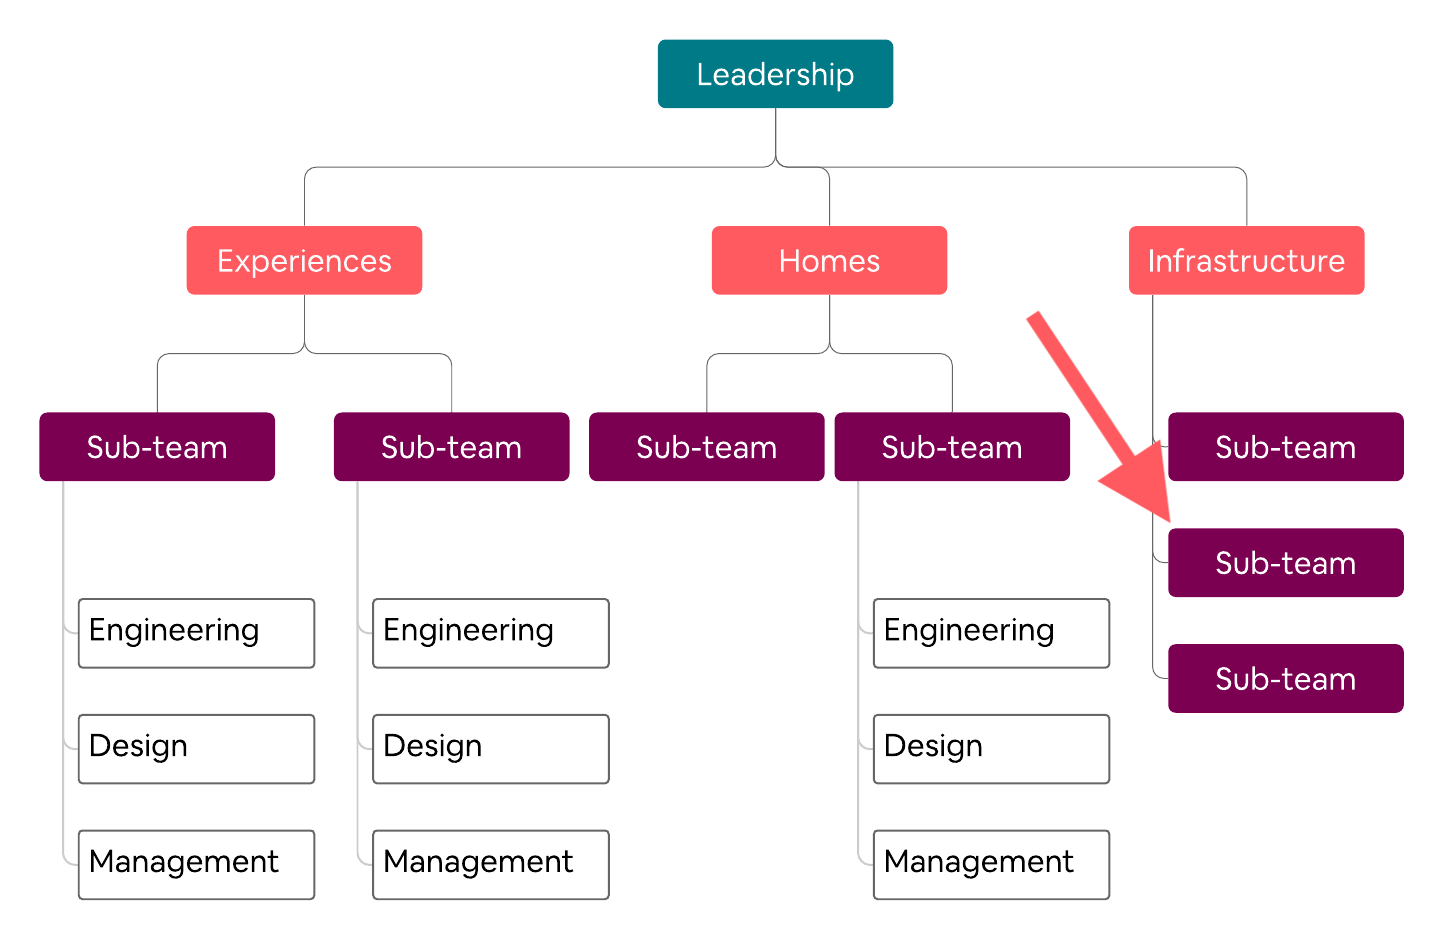 Leadership
Experiences
Homes
Infrastructure
Sub-team
Sub-team
Sub-team
Sub-team
Sub-team
Sub-team
Sub-team
Engineering
Engineering
Engineering
Design
Design
Design
Management
Management
Management